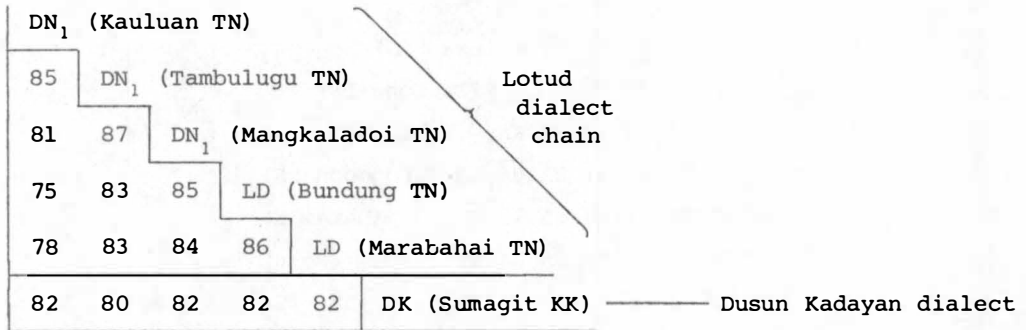 DN₁ (Kauluan TN)
85 DN₁ (Tambulugu TN) Lotud
dialect
81 87 DN₁ (Mangkaladoi TN) chain
75 83 85 LD (Bundung TN)
78 83 84 86 LD (Marabahai TN)
82 80 82 82 82 DK (Sumagit KK) Dusun Kadayan dialect